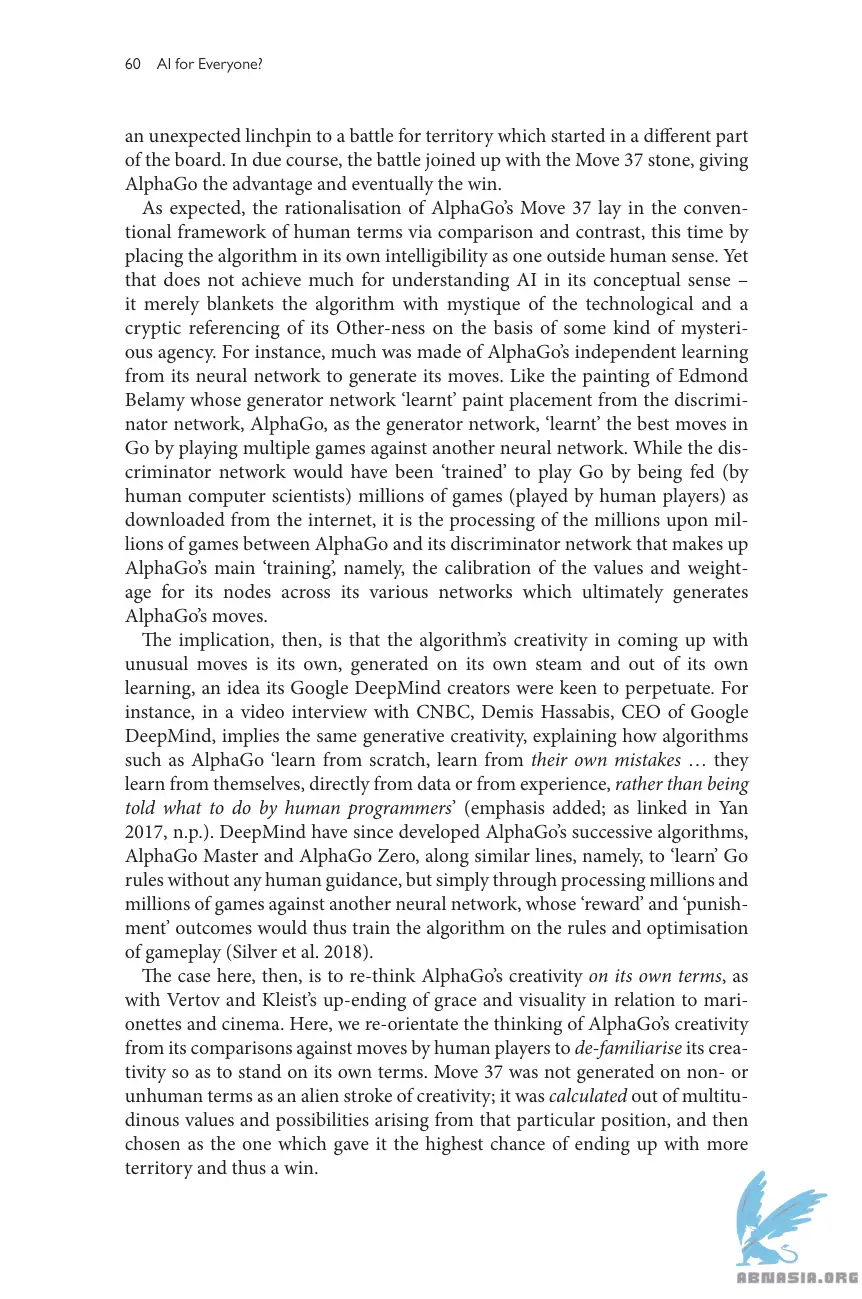 60 AI for Everyone?
an unexpected linchpin to a battle for territory which started in a different part
of the board. In due course, the battle joined up with the Move 37 stone, giving
AlphaGo the advantage and eventually the win.
As expected, the rationalisation of AlphaGo’s Move 37 lay in the conven-
tional framework of human terms via comparison and contrast, this time by
placing the algorithm in its own intelligibility as one outside human sense. Yet
that does not achieve much for understanding AI in its conceptual sense –
it merely blankets the algorithm with mystique of the technological and a
cryptic referencing of its Other-ness on the basis of some kind of mysteri-
ous agency. For instance, much was made of AlphaGo’s independent learning
from its neural network to generate its moves. Like the painting of Edmond
Belamy whose generator network ‘learnt’ paint placement from the discrimi-
nator network, AlphaGo, as the generator network, ‘learnt’ the best moves in
Go by playing multiple games against another neural network. While the dis-
criminator network would have been ‘trained’ to play Go by being fed (by
human computer scientists) millions of games (played by human players) as
downloaded from the internet, it is the processing of the millions upon mil-
lions of games between AlphaGo and its discriminator network that makes up
AlphaGo’s main ‘training’, namely, the calibration of the values and weight-
age for its nodes across its various networks which ultimately generates
AlphaGo’s moves.
The implication, then, is that the algorithm’s creativity in coming up with
unusual moves is its own, generated on its own steam and out of its own
learning, an idea its Google DeepMind creators were keen to perpetuate. For
instance, in a video interview with CNBC, Demis Hassabis, CEO of Google
DeepMind, implies the same generative creativity, explaining how algorithms
such as AlphaGo ‘learn from scratch, learn from their own mistakes … they
learn from themselves, directly from data or from experience, rather than being
told what to do by human programmers’ (emphasis added; as linked in Yan
2017, n.p.). DeepMind have since developed AlphaGo’s successive algorithms,
AlphaGo Master and AlphaGo Zero, along similar lines, namely, to ‘learn’ Go
rules without any human guidance, but simply through processing millions and
millions of games against another neural network, whose ‘reward’ and ‘punish-
ment’ outcomes would thus train the algorithm on the rules and optimisation
of gameplay (Silver et al. 2018).
The case here, then, is to re-think AlphaGo’s creativity on its own terms, as
with Vertov and Kleist’s up-ending of grace and visuality in relation to mari-
onettes and cinema. Here, we re-orientate the thinking of AlphaGo’s creativity
from its comparisons against moves by human players to de-familiarise its crea-
tivity so as to stand on its own terms. Move 37 was not generated on non- or
unhuman terms as an alien stroke of creativity; it was calculated out of multitu-
dinous values and possibilities arising from that particular position, and then
chosen as the one which gave it the highest chance of ending up with more
territory and thus a win.
ABNASIA.ORG